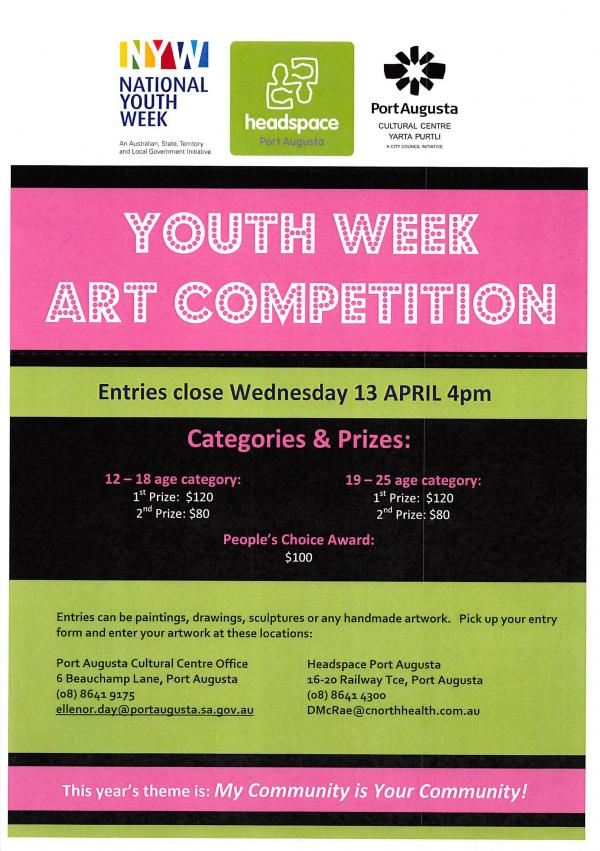 NYW
NATIONAL
YOUTH
WEEK
An Australian, State, Territory
and Local Government Initiative
headspace
Port Augusta
Port Augusta
CULTURAL CENTRE
YARTA PURTLI
A CITY COUNCIL INITIATIVE
YOUTH WEEK
ART COMPETITION
Entries close Wednesday 13 APRIL 4pm
Categories & Prizes:
12 – 18 age category:
1st Prize: $120
2nd Prize: $80
19 – 25 age category:
1st Prize: $120
2nd Prize: $80
People's Choice Award:
$100
Entries can be paintings, drawings, sculptures or any handmade artwork. Pick up your entry
form and enter your artwork at these locations:
Port Augusta Cultural Centre Office
6 Beauchamp Lane, Port Augusta
(08) 8641 9175
ellenor.day@portaugusta.sa.gov.au
Headspace Port Augusta
16-20 Railway Tce, Port Augusta
(08) 8641 4300
DMcRae@cnorthhealth.com.au
This year's theme is: My Community is Your Community!